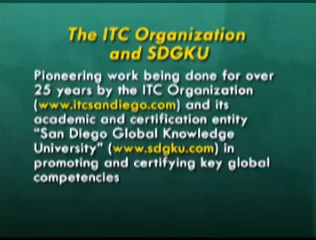 The ITC Organization
and SDGKU
Pioneering work being done for over
25 years by the ITC Organization
(www.itcsandiego.com) and its
academic and certification entity
"San Diego Global Knowledge
University" (www.sdgku.com) in
promoting and certifying key global
competencies